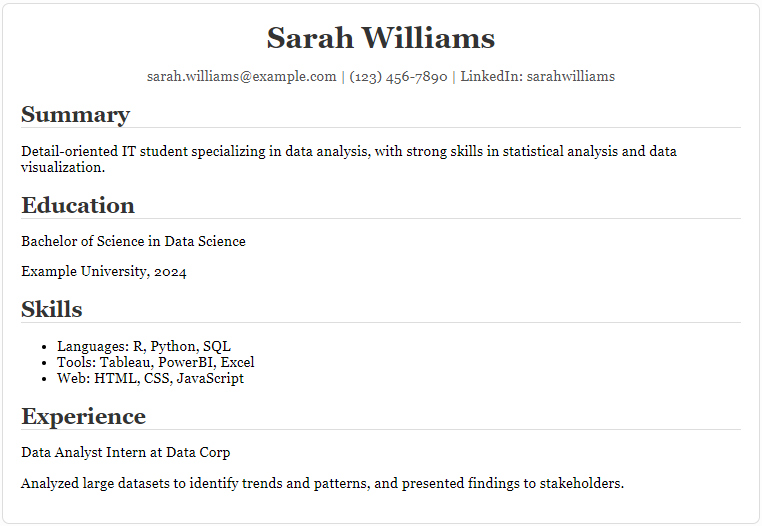 Sarah Williams
sarah.williams@example.com | (123) 456-7890 | LinkedIn: sarahwilliams
Summary
Detail-oriented IT student specializing in data analysis, with strong skills in statistical analysis and data
visualization.
Education
Bachelor of Science in Data Science
Example University, 2024
Skills
• Languages: R, Python, SQL
• Tools: Tableau, PowerBI, Excel
• Web: HTML, CSS, JavaScript
Experience
Data Analyst Intern at Data Corp
Analyzed large datasets to identify trends and patterns, and presented findings to stakeholders.